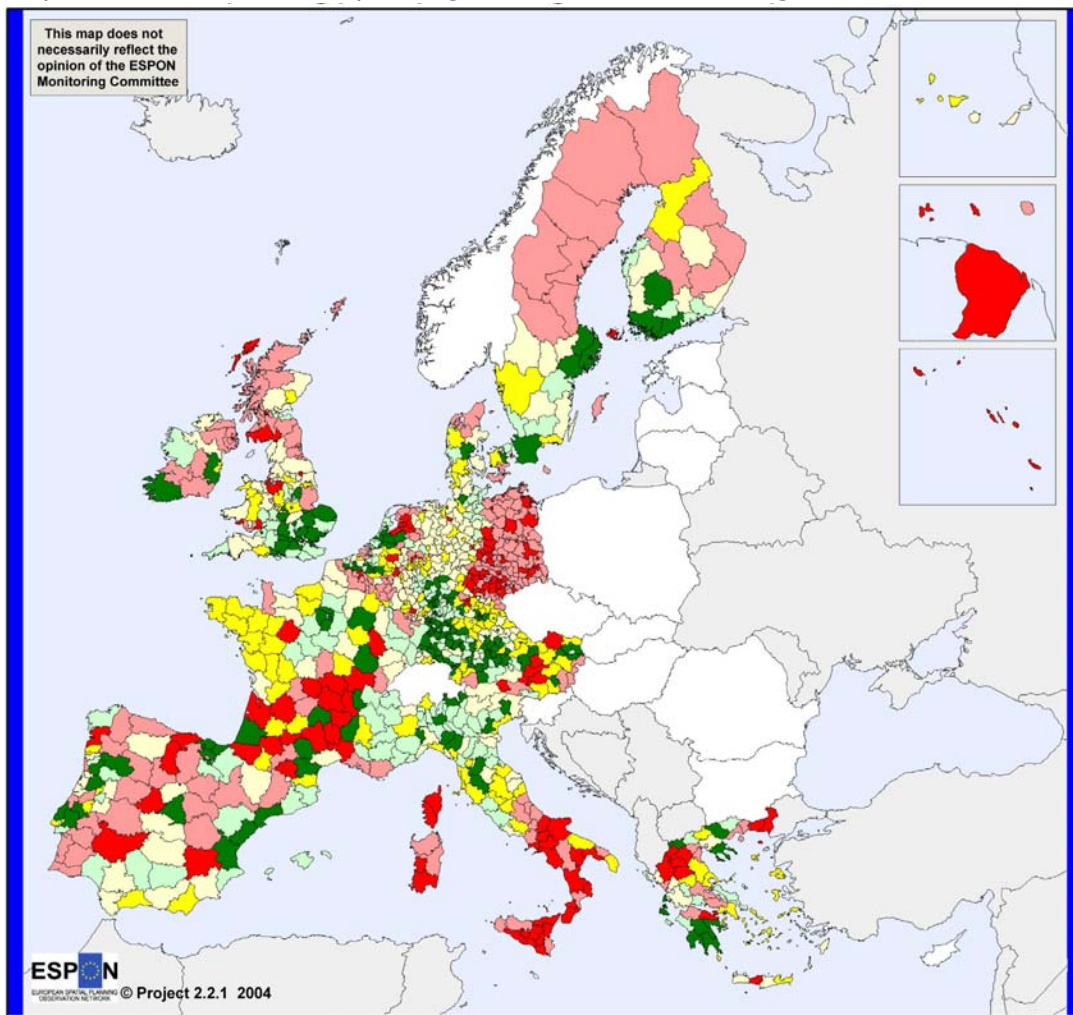 This map does not
necessarily reflect the
opinion of the ESPON
Monitoring Committee
ESPON
EUROPEAN SPATIAL PLANNING
OBSERVATION NETWORK
© Project 2.2.1 2004